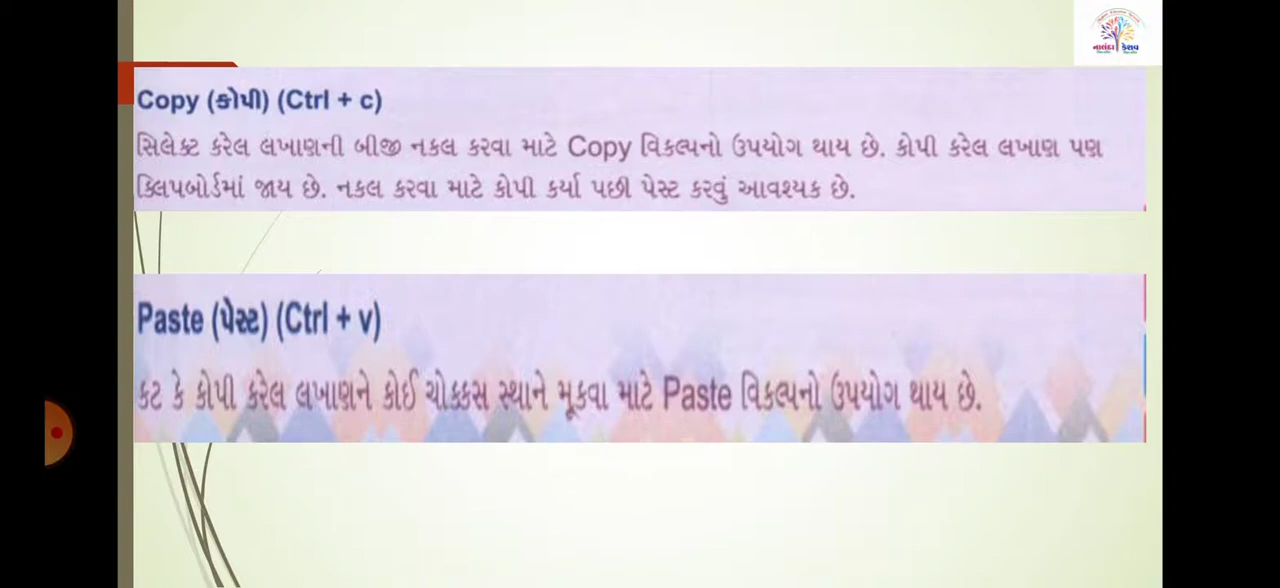 નાલંદા કેશવ
Copy (કોપી) (Ctrl + c)
સિલેક્ટ કરેલ લખાણની બીજી નકલ કરવા માટે Copy વિકલ્પનો ઉપયોગ થાય છે. કોપી કરેલ લખાણ પણ
ક્લિપબોર્ડમાં જાય છે. નકલ કરવા માટે કોપી કર્યા પછી પેસ્ટ કરવું આવશ્યક છે.
Paste (પેસ્ટ) (Ctrl + v)
કટ કે કોપી કરેલ લખાણને કોઈ ચોક્કસ સ્થાને મૂકવા માટે Paste વિકલ્પનો ઉપયોગ થાય છે.